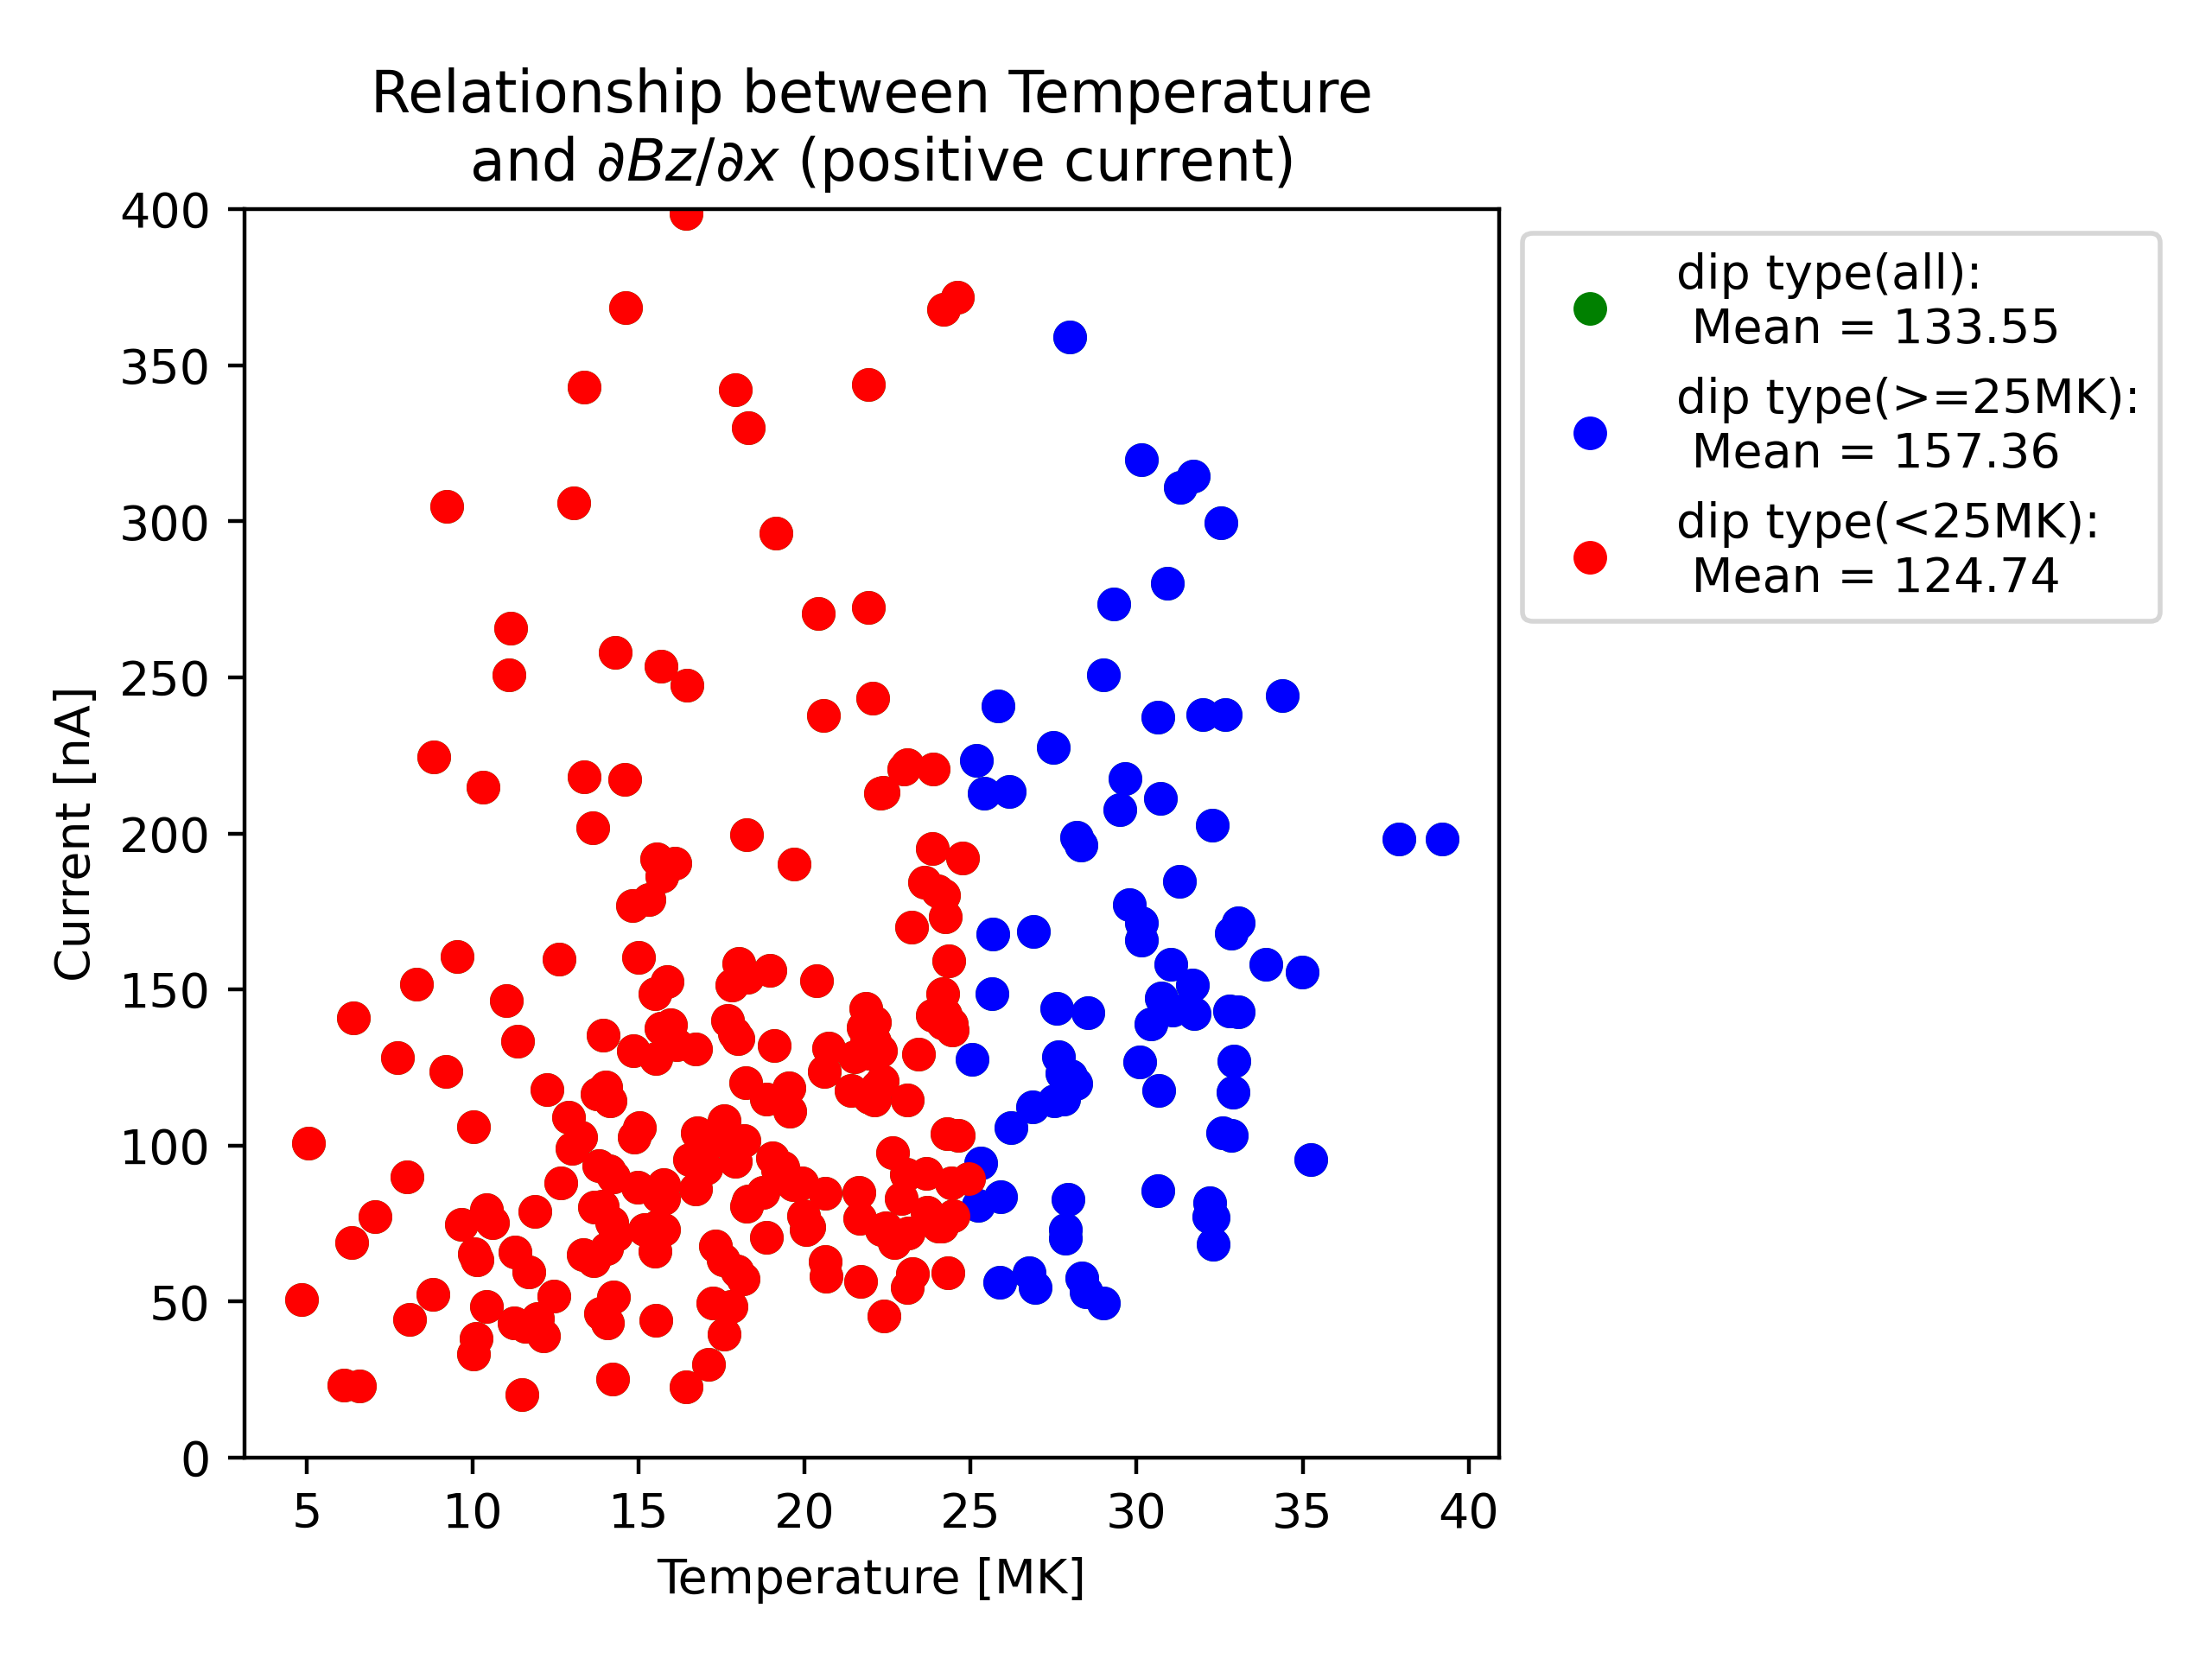 Relationship between Temperature
and ∂Bz/∂x (positive current)
400
350
300
250
200
150
100
50
0
Current [nA]
5 10 15 20 25 30 35 40
Temperature [MK]
dip type(all):
Mean = 133.55
dip type(>=25MK):
Mean = 157.36
dip type(<25MK):
Mean = 124.74